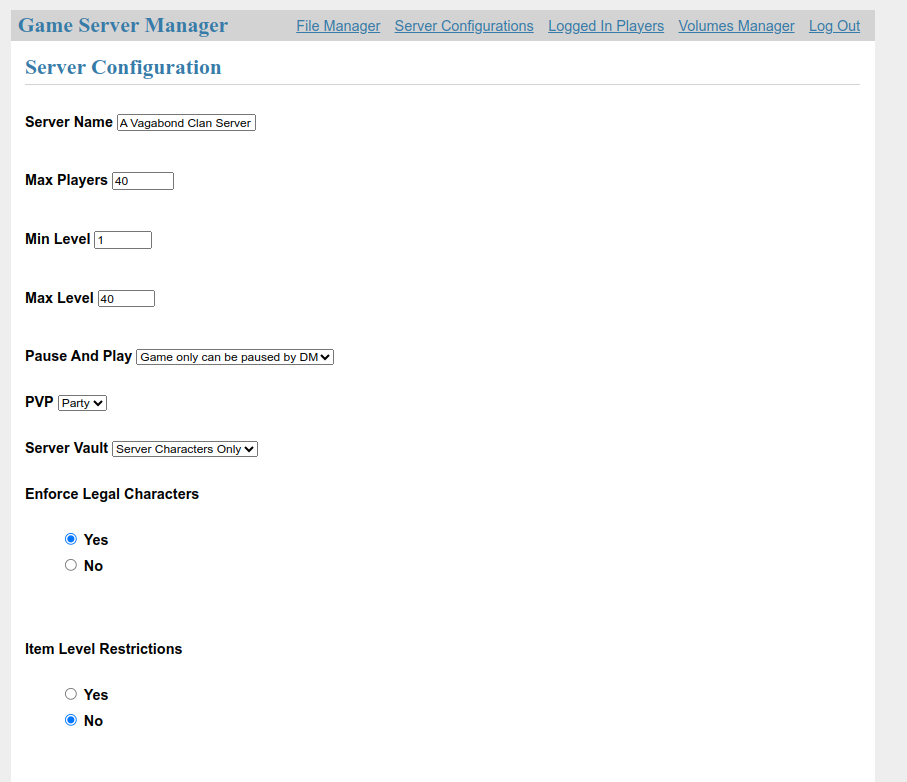 Game Server Manager File Manager Server Configurations Logged In Players Volumes Manager Log Out
Server Configuration
Server Name A Vagabond Clan Server
Max Players 40
Min Level 1
Max Level 40
Pause And Play Game only can be paused by DM
PVP Party
Server Vault Server Characters Only
Enforce Legal Characters
Yes
No
Item Level Restrictions
Yes
No